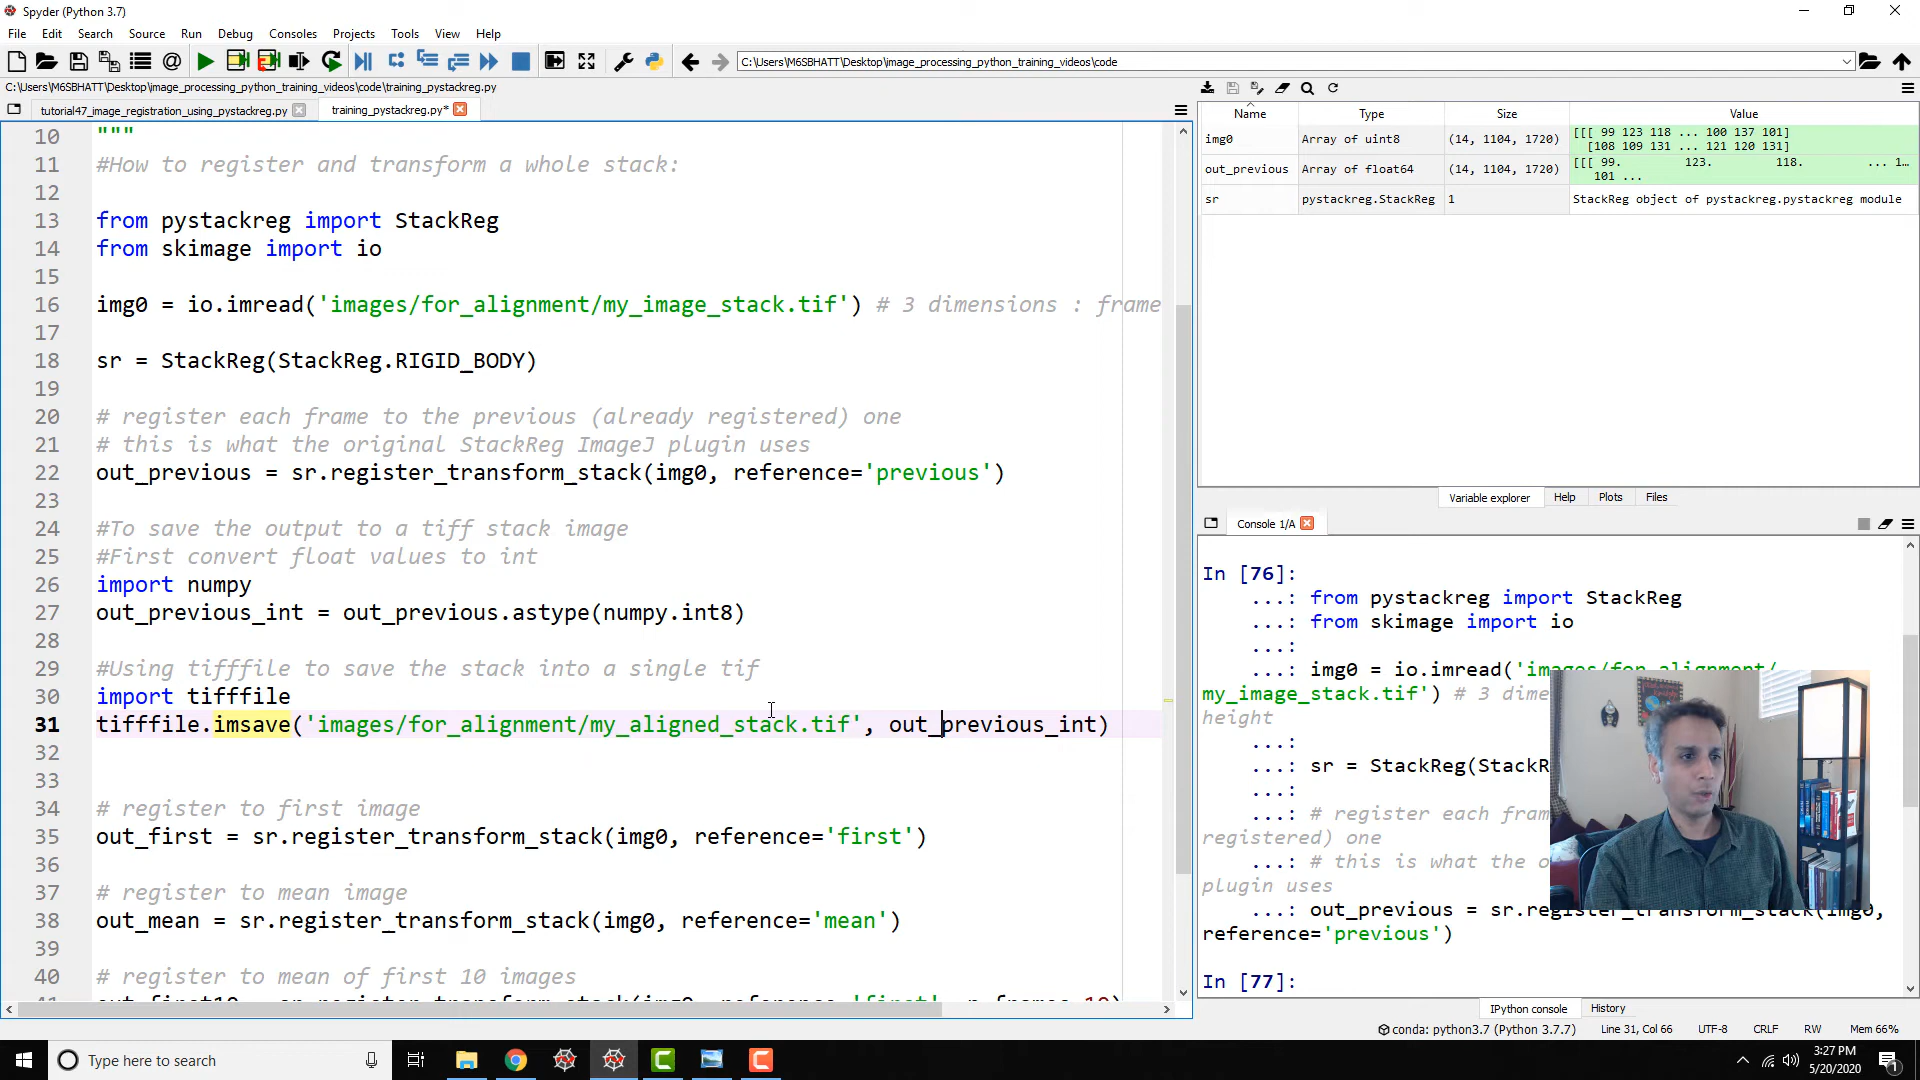 Spyder (Python 3.7)
File Edit Search Source Run Debug Consoles Projects Tools View Help
C:\Users\M6SBHATT\Desktop\image_processing_python_training_videos\code
C:\Users\M6SBHATT\Desktop\image_processing_python_training_videos\code\training_pystackreg.py
tutorial47_image_registration_using_pystackreg.py training_pystackreg.py*
10 """
11 #How to register and transform a whole stack:
12
13 from pystackreg import StackReg
14 from skimage import io
15
16 img0 = io.imread('images/for_alignment/my_image_stack.tif') # 3 dimensions : frame
17
18 sr = StackReg(StackReg.RIGID_BODY)
19
20 # register each frame to the previous (already registered) one
21 # this is what the original StackReg ImageJ plugin uses
22 out_previous = sr.register_transform_stack(img0, reference='previous')
23
24 #To save the output to a tiff stack image
25 #First convert float values to int
26 import numpy
27 out_previous_int = out_previous.astype(numpy.int8)
28
29 #Using tifffile to save the stack into a single tif
30 import tifffile
31 tifffile.imsave('images/for_alignment/my_aligned_stack.tif', out_previous_int)
32
33
34 # register to first image
35 out_first = sr.register_transform_stack(img0, reference='first')
36
37 # register to mean image
38 out_mean = sr.register_transform_stack(img0, reference='mean')
39
40 # register to mean of first 10 images
Name Type Size Value
img0 Array of uint8 (14, 1104, 1720) [[[ 99 123 118 ... 100 137 101]
[108 109 131 ... 121 120 131]
out_previous Array of float64 (14, 1104, 1720) [[[ 99. 123. 118. ... 1…
101 ...
sr pystackreg.StackReg 1 StackReg object of pystackreg.pystackreg module
Variable explorer Help Plots Files
Console 1/A
In [76]:
...: from pystackreg import StackReg
...: from skimage import io
...:
...: img0 = io.imread('images/for_alignment/
my_image_stack.tif') # 3 dime
height
...:
...: sr = StackReg(StackR
...:
...: # register each fram
registered) one
...: # this is what the o
plugin uses
...: out_previous = sr.register_transform_stack(img0,
reference='previous')
In [77]:
IPython console History
conda: python3.7 (Python 3.7.7) Line 31, Col 66 UTF-8 CRLF RW Mem 66%
Type here to search
3:27 PM
5/20/2020
1